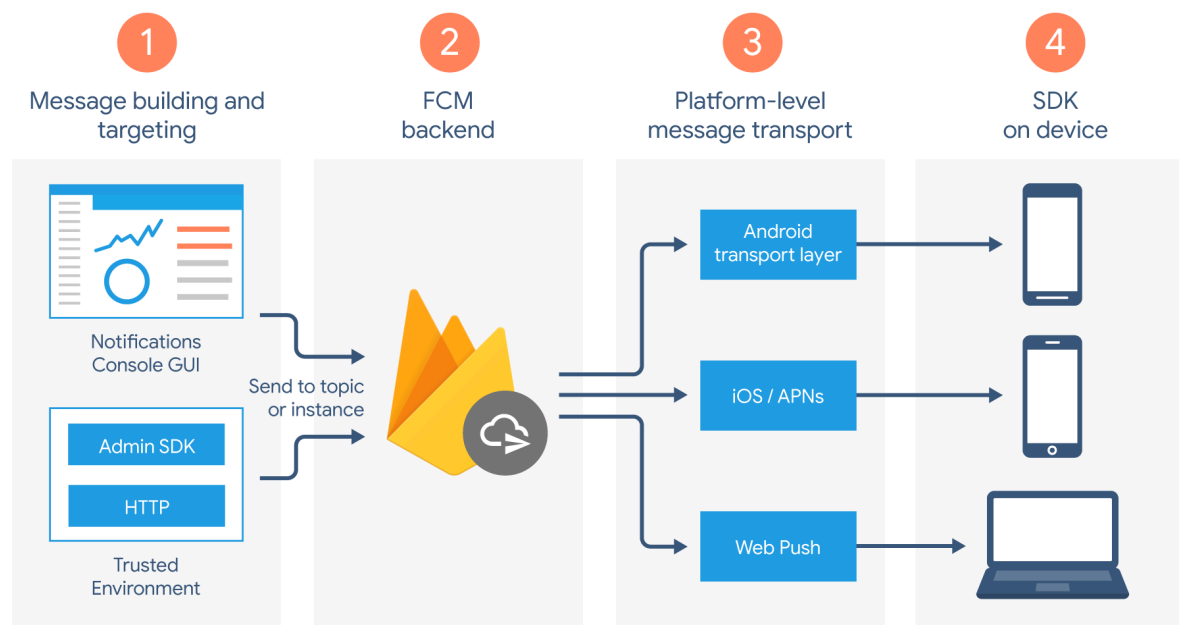 1
Message building and
targeting
2
FCM
backend
3
Platform-level
message transport
4
SDK
on device
Notifications
Console GUI
Send to topic
or instance
Admin SDK
HTTP
Trusted
Environment
Android
transport layer
iOS / APNs
Web Push